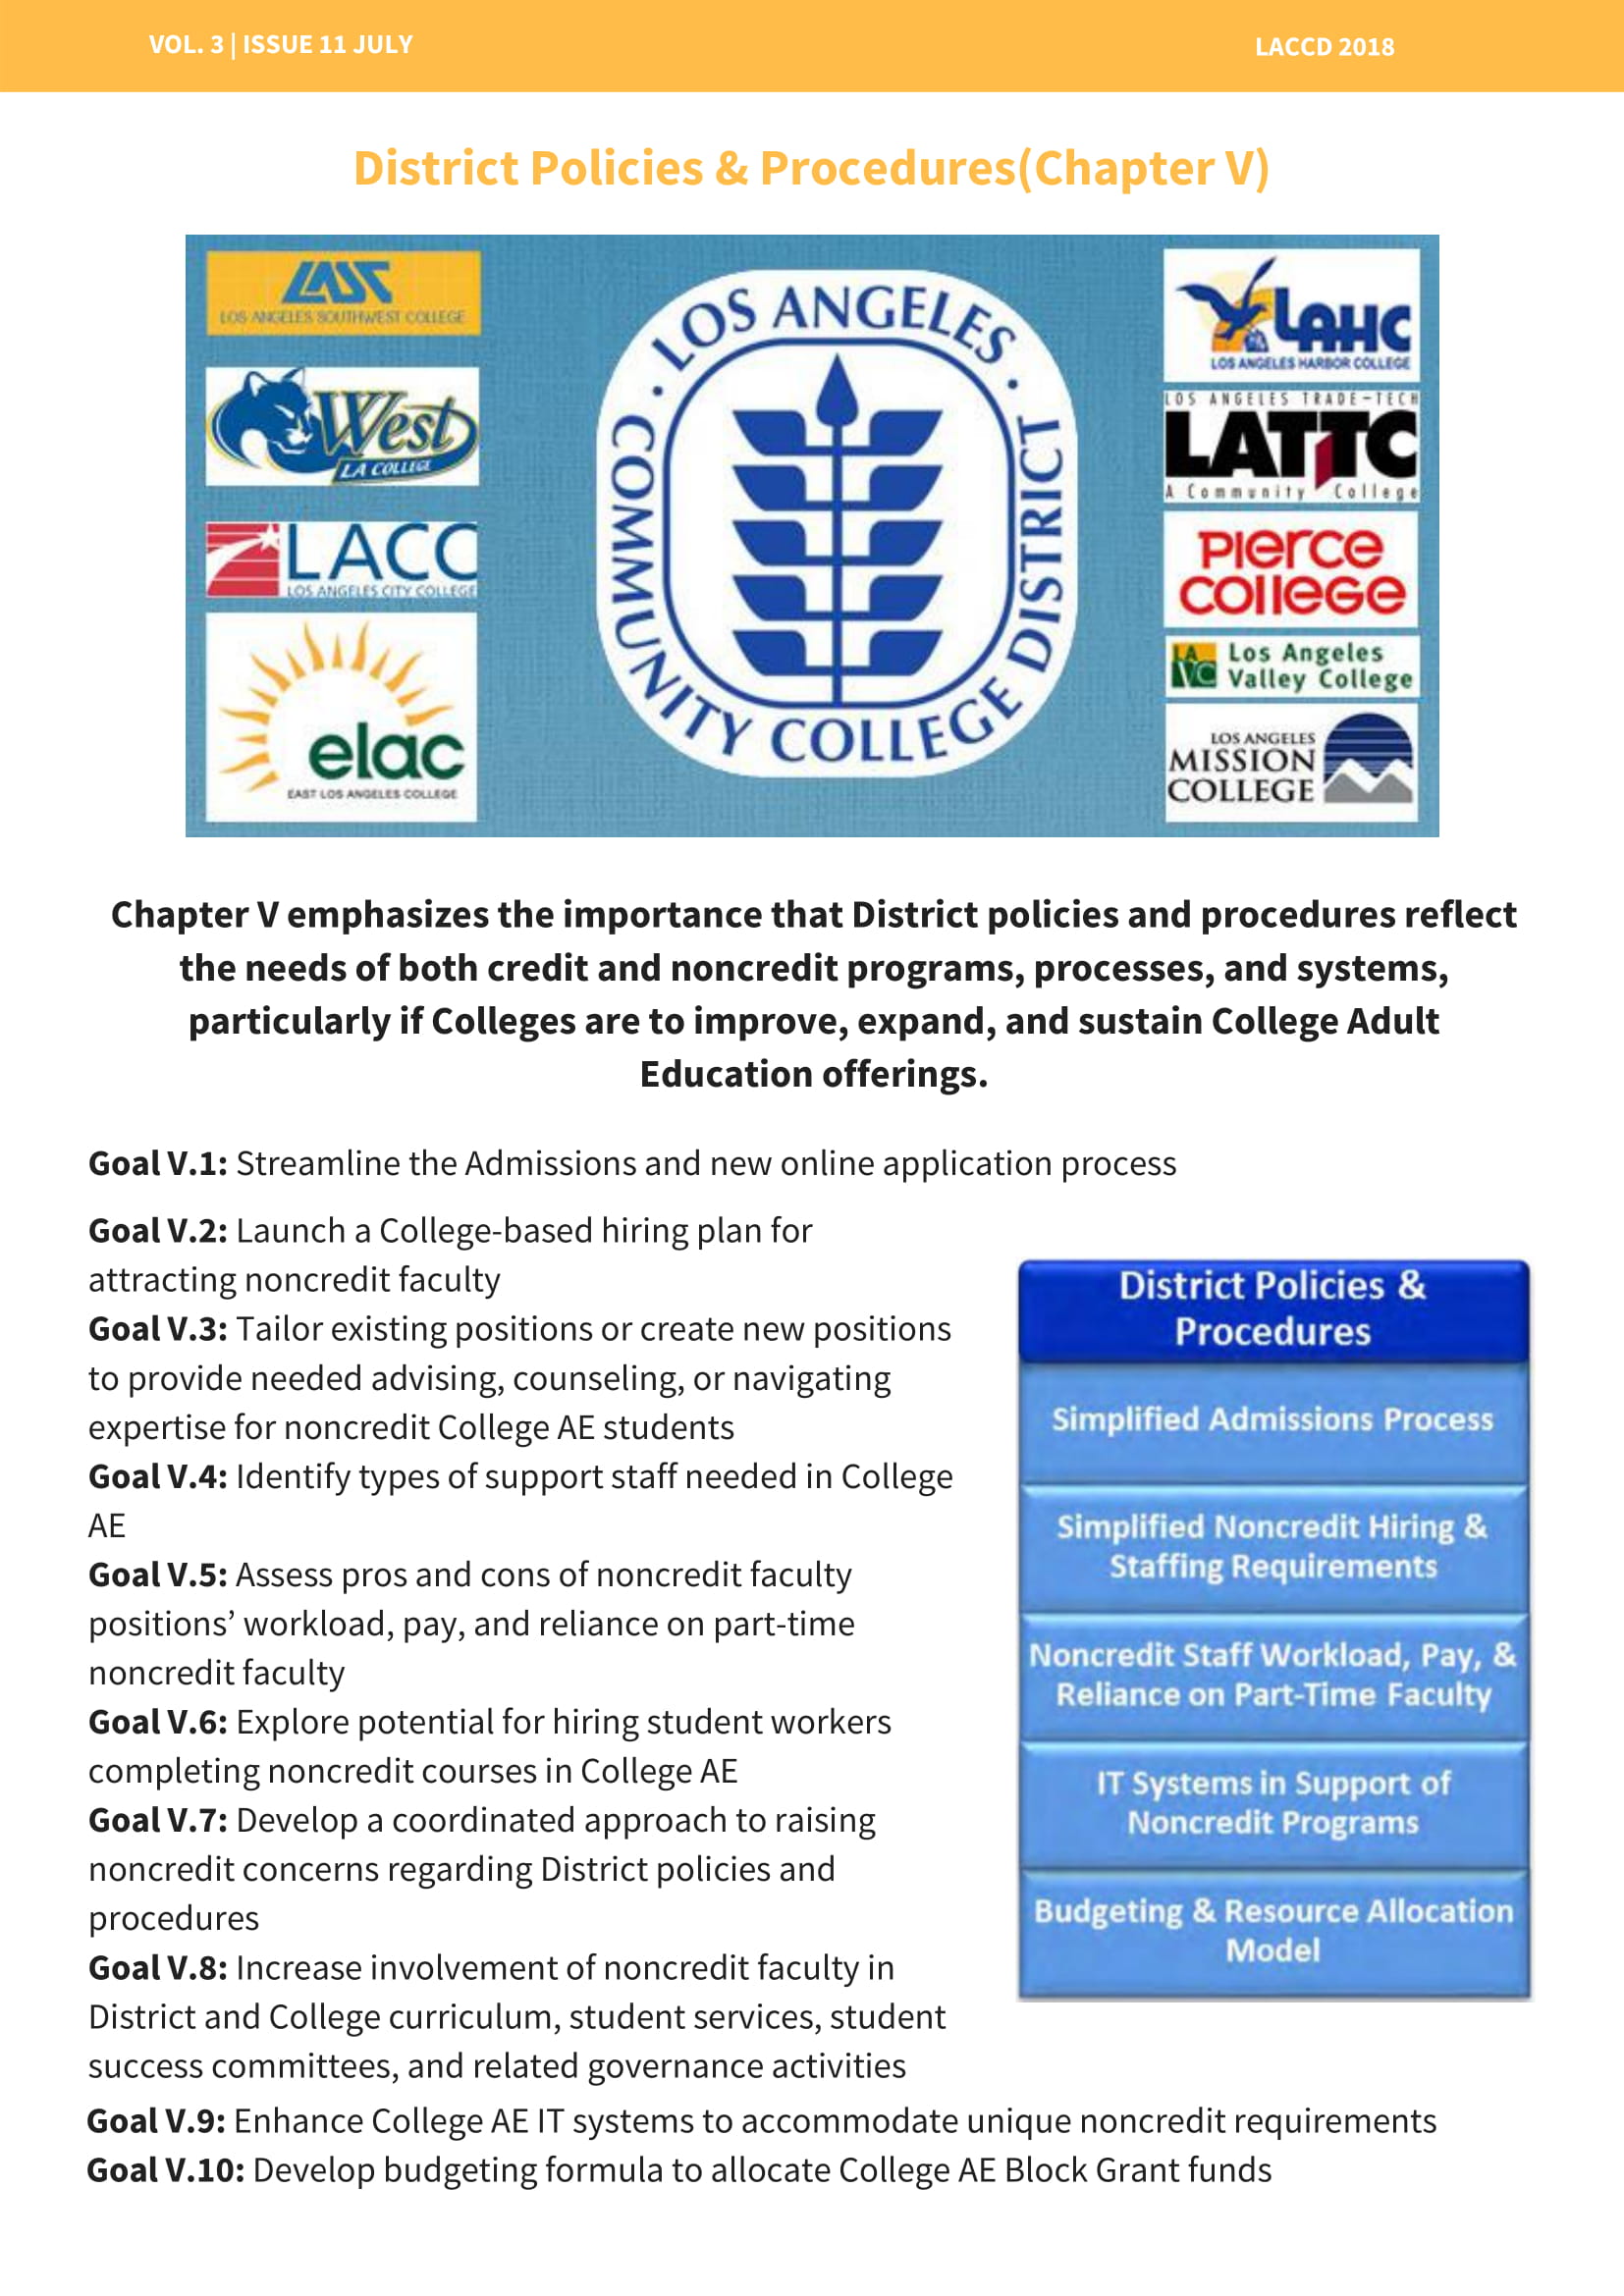 VOL. 3 | ISSUE 11 JULY
LACCD 2018
District Policies & Procedures(Chapter V)
LASC
LOS ANGELES SOUTHWEST COLLEGE
West
LA COLLEGE
LACC
LOS ANGELES CITY COLLEGE
elac
EAST LOS ANGELES COLLEGE
· LOS ANGELES ·
COMMUNITY COLLEGE DISTRICT
LAHC
LOS ANGELES HARBOR COLLEGE
LOS ANGELES TRADE-TECH
LATTC
A Community College
PIerce
college
LAVC
Los Angeles
Valley College
LOS ANGELES
MISSION
COLLEGE
Chapter V emphasizes the importance that District policies and procedures reflect
the needs of both credit and noncredit programs, processes, and systems,
particularly if Colleges are to improve, expand, and sustain College Adult
Education offerings.
Goal V.1: Streamline the Admissions and new online application process
Goal V.2: Launch a College-based hiring plan for
attracting noncredit faculty
Goal V.3: Tailor existing positions or create new positions
to provide needed advising, counseling, or navigating
expertise for noncredit College AE students
Goal V.4: Identify types of support staff needed in College
AE
Goal V.5: Assess pros and cons of noncredit faculty
positions’ workload, pay, and reliance on part-time
noncredit faculty
Goal V.6: Explore potential for hiring student workers
completing noncredit courses in College AE
Goal V.7: Develop a coordinated approach to raising
noncredit concerns regarding District policies and
procedures
Goal V.8: Increase involvement of noncredit faculty in
District and College curriculum, student services, student
success committees, and related governance activities
Goal V.9: Enhance College AE IT systems to accommodate unique noncredit requirements
Goal V.10: Develop budgeting formula to allocate College AE Block Grant funds
District Policies &
Procedures
Simplified Admissions Process
Simplified Noncredit Hiring &
Staffing Requirements
Noncredit Staff Workload, Pay, &
Reliance on Part-Time Faculty
IT Systems in Support of
Noncredit Programs
Budgeting & Resource Allocation
Model